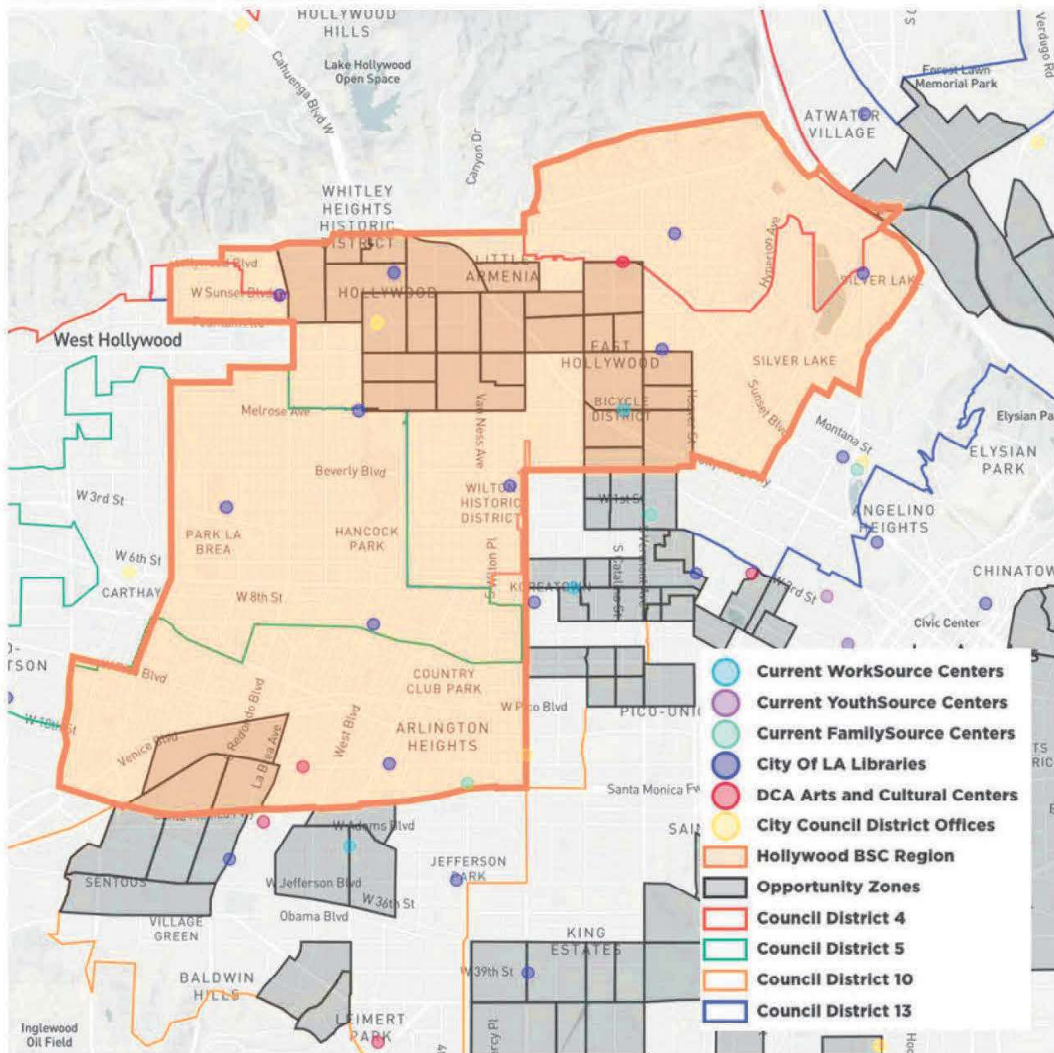 HOLLYWOOD
HILLS
Lake Hollywood
Open Space
Cahuenga Blvd W
Canyon Dr
Verdugo Rd
Forest Lawn
Memorial Park
ATWATER
VILLAGE
WHITLEY
HEIGHTS
HISTORIC
DISTRICT
LITTLE
ARMENIA
Hyperion Ave
W Sunset Blvd
HOLLYWOOD
SILVER LAKE
West Hollywood
EAST
HOLLYWOOD
SILVER LAKE
Melrose Ave
Van Ness Ave
BICYCLE
DISTRICT
Sunset Blvd
Montana St
ELYSIAN
PARK
Beverly Blvd
W 3rd St
WILTON
HISTORIC
DISTRICT
W 1st St
ANGELINO
HEIGHTS
PARK LA
BREA
HANCOCK
PARK
W 6th St
CARTHAY
S Wilton Pl
KOREATOWN
S Catalina St
W 3rd St
CHINATOW
W 8th St
Civic Center
COUNTRY
CLUB PARK
W 18th St
Redondo Blvd
West Blvd
W Pico Blvd
PICO-UNIO
Venice Blvd
La Brea Ave
ARLINGTON
HEIGHTS
Santa Monica Fw
W Adams Blvd
SENTOUS
W Jefferson Blvd
JEFFERSON
PARK
W 36th St
Obama Blvd
VILLAGE
GREEN
KING
ESTATES
BALDWIN
HILLS
W 39th St
LEIMERT
PARK
Inglewood
Oil Field
Current WorkSource Centers
Current YouthSource Centers
Current FamilySource Centers
City Of LA Libraries
DCA Arts and Cultural Centers
City Council District Offices
Hollywood BSC Region
Opportunity Zones
Council District 4
Council District 5
Council District 10
Council District 13